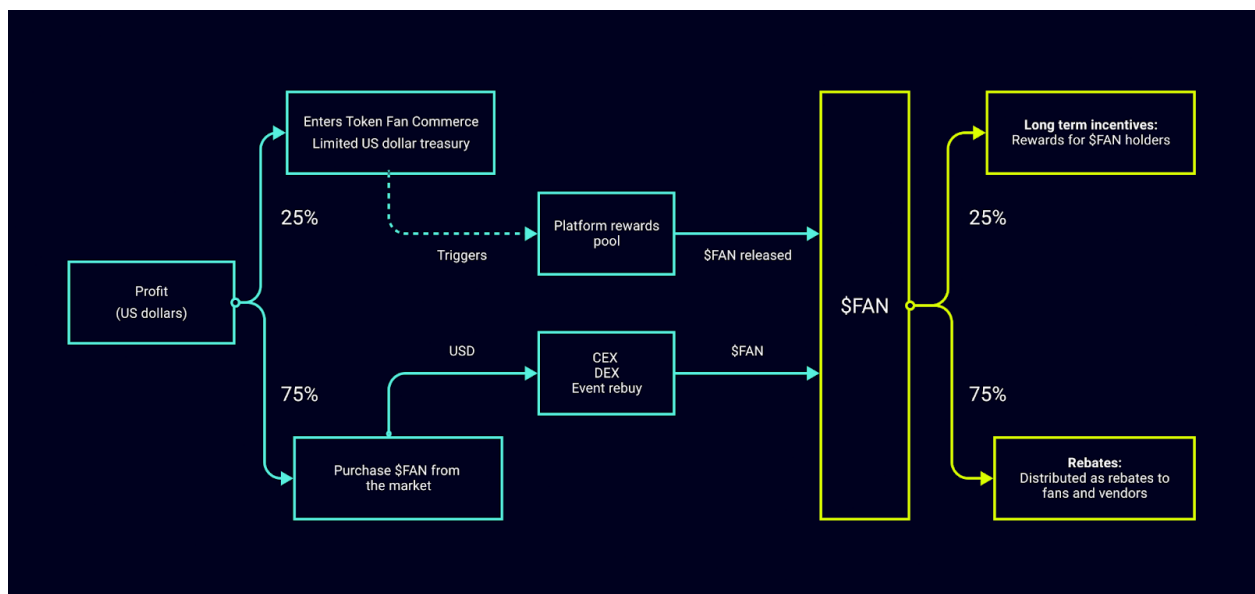 Enters Token Fan Commerce
Limited US dollar treasury
25%
Triggers
Platform rewards
pool
$FAN released
Profit
(US dollars)
75%
USD
CEX
DEX
Event rebuy
$FAN
Purchase $FAN from
the market
$FAN
Long term incentives:
Rewards for $FAN holders
25%
75%
Rebates:
Distributed as rebates to
fans and vendors